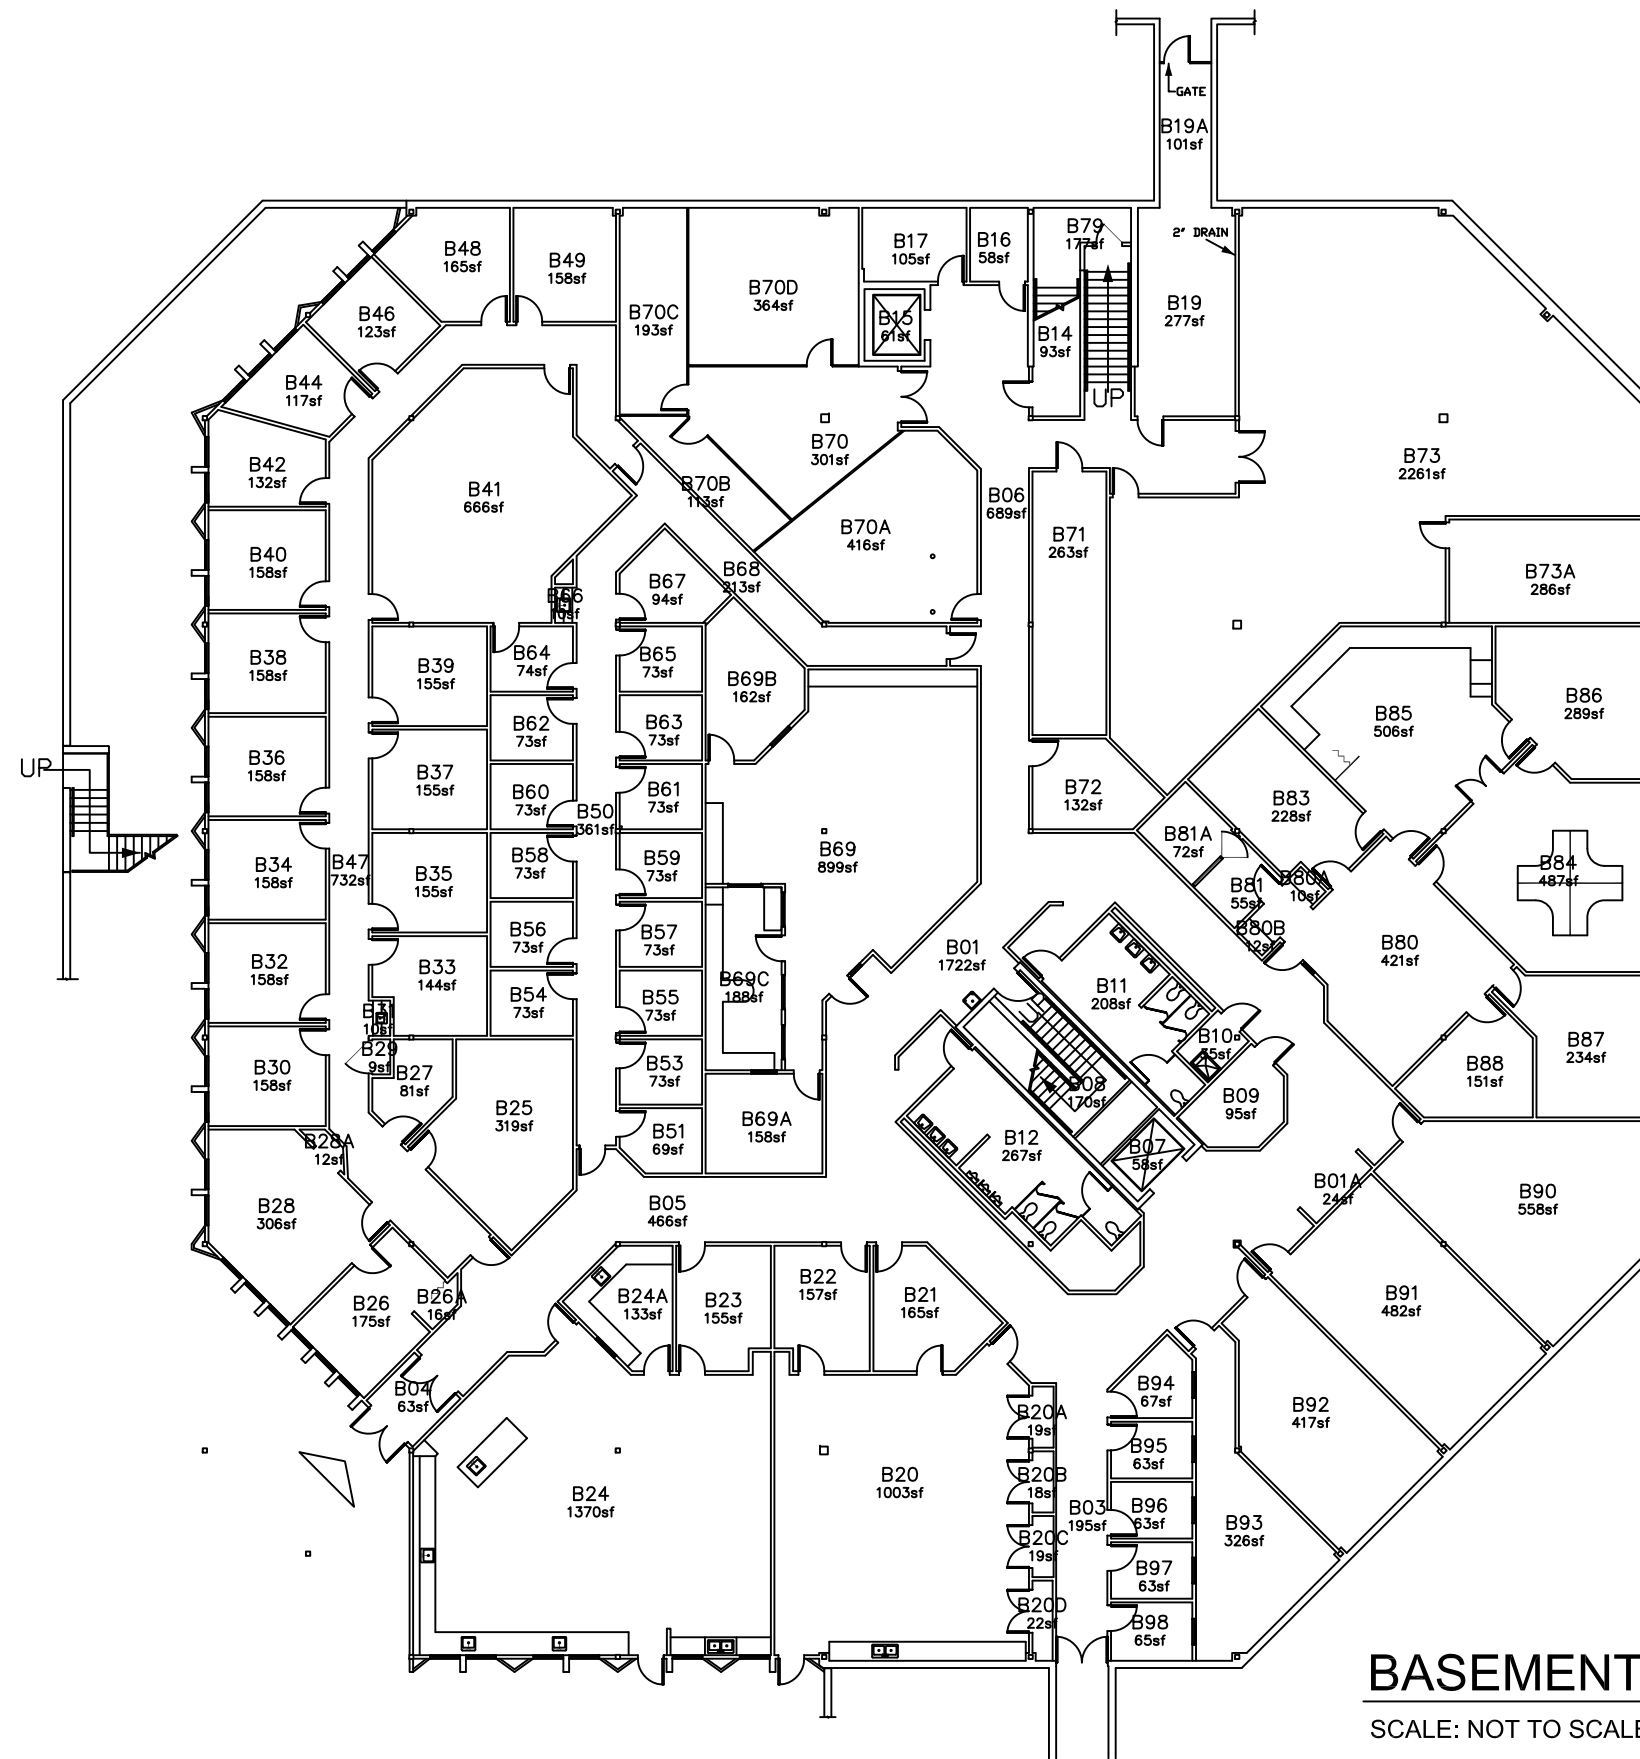 GATE
B19A
101sf
2" DRAIN
B48
165sf
B49
158sf
B17
105sf
B16
58sf
B79
177sf
B46
123sf
B70C
193sf
B70D
364sf
B15
61sf
B14
93sf
B19
277sf
UP
B44
117sf
B42
132sf
B41
666sf
B70
301sf
B70B
113sf
B70A
416sf
B06
689sf
B73
2261sf
B71
263sf
B40
158sf
B67
94sf
B68
213sf
B73A
286sf
B66
10sf
B38
158sf
B39
155sf
B64
74sf
B65
73sf
B69B
162sf
B86
289sf
B85
506sf
B62
73sf
B63
73sf
UP
B36
158sf
B37
155sf
B60
73sf
B61
73sf
B50
361sf
B72
132sf
B83
228sf
B81A
72sf
B34
158sf
B47
732sf
B35
155sf
B58
73sf
B59
73sf
B69
899sf
B84
487sf
B81
55sf
B80A
10sf
B80B
12sf
B80
421sf
B32
158sf
B33
144sf
B56
73sf
B57
73sf
B01
1722sf
B69C
188sf
B11
208sf
B54
73sf
B55
73sf
B31
10sf
B29
9sf
B30
158sf
B27
81sf
B53
73sf
B10
35sf
B87
234sf
B88
151sf
B08
170sf
B09
95sf
B25
319sf
B69A
158sf
B51
69sf
B12
267sf
B07
58sf
B28A
12sf
B28
306sf
B05
466sf
B01A
24sf
B90
558sf
B26
175sf
B26A
16sf
B24A
133sf
B23
155sf
B22
157sf
B21
165sf
B91
482sf
B04
63sf
B94
67sf
B92
417sf
B20A
19sf
B95
63sf
B24
1370sf
B20
1003sf
B20B
18sf
B03
195sf
B96
63sf
B93
326sf
B20C
19sf
B97
63sf
B20D
22sf
B98
65sf
BASEMENT
SCALE: NOT TO SCALE